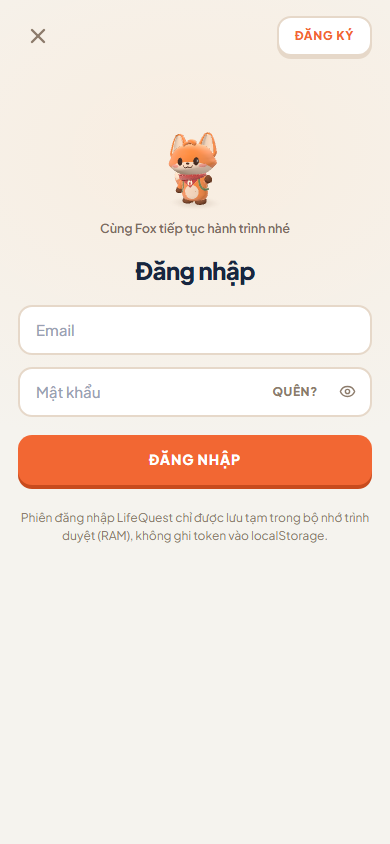 ĐĂNG KÝ
Cùng Fox tiếp tục hành trình nhé
Đăng nhập
Email
Mật khẩu
QUÊN?
ĐĂNG NHẬP
Phiên đăng nhập LifeQuest chỉ được lưu tạm trong bộ nhớ trình
duyệt (RAM), không ghi token vào localStorage.